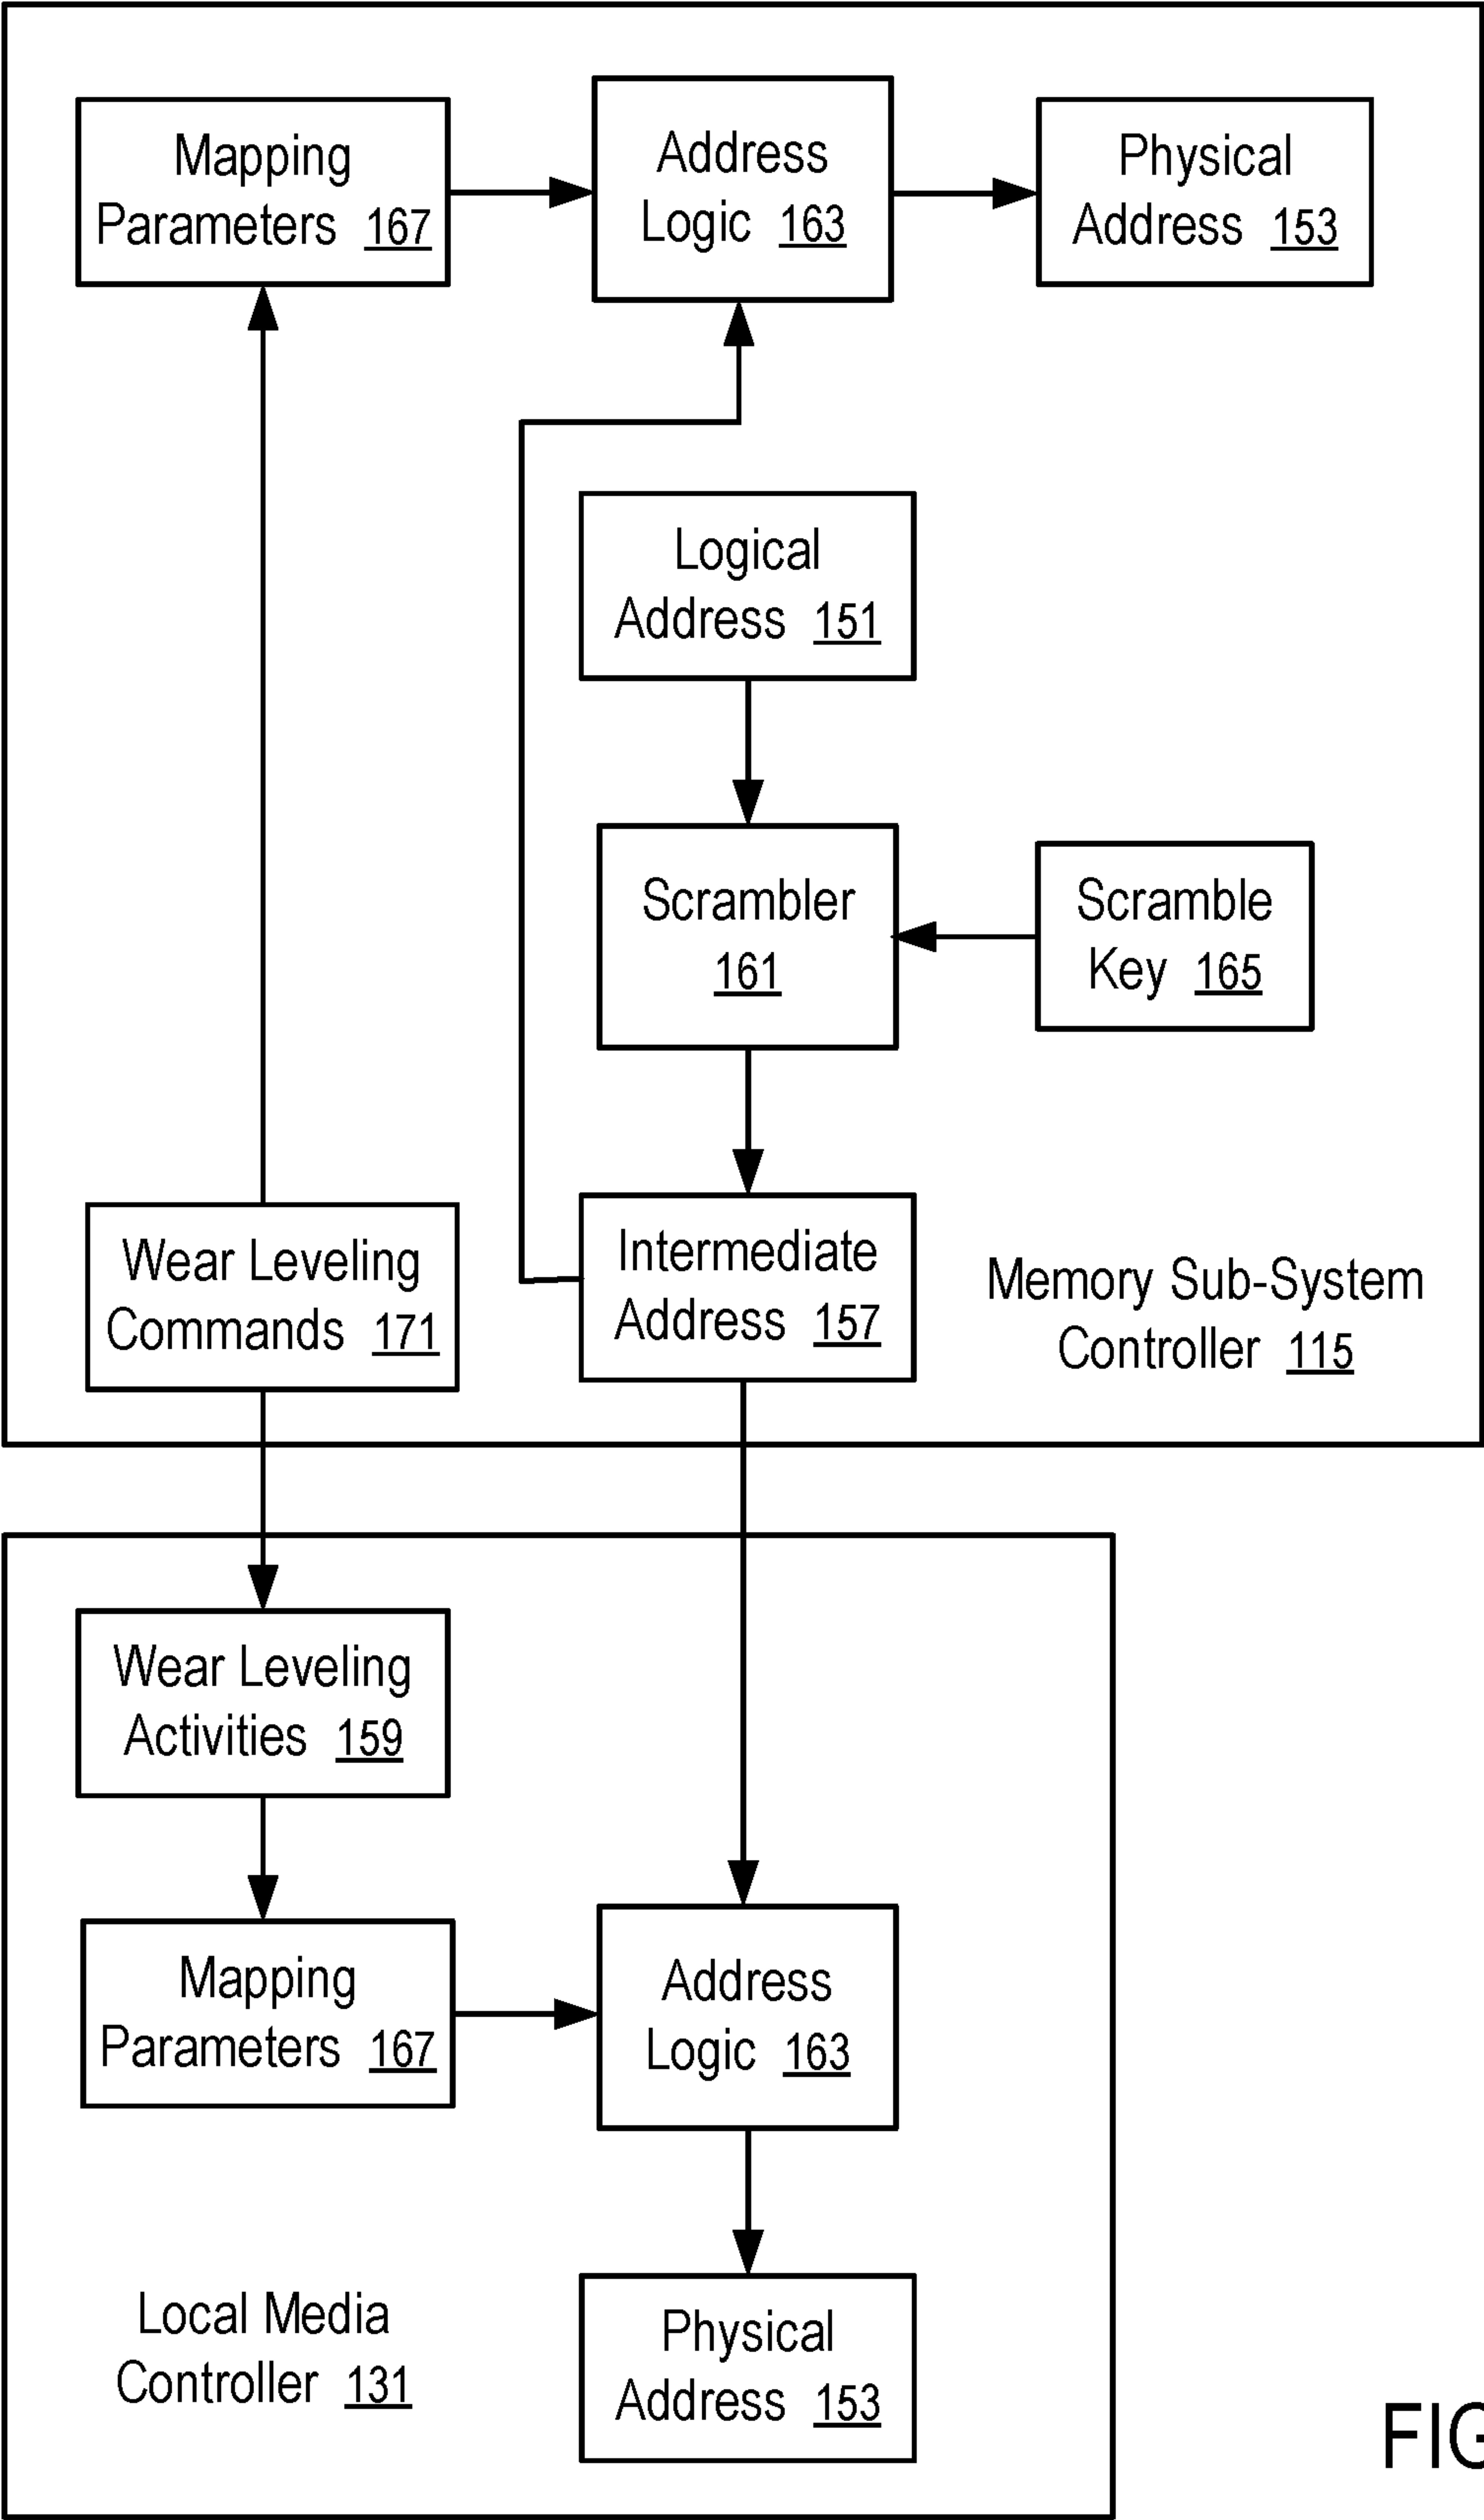 Mapping
Parameters 167
Address
Logic 163
Physical
Address 153
Logical
Address 151
Scrambler
161
Scramble
Key 165
Wear Leveling
Commands 171
Intermediate
Address 157
Memory Sub-System
Controller 115
Wear Leveling
Activities 159
Mapping
Parameters 167
Address
Logic 163
Local Media
Controller 131
Physical
Address 153
FIG